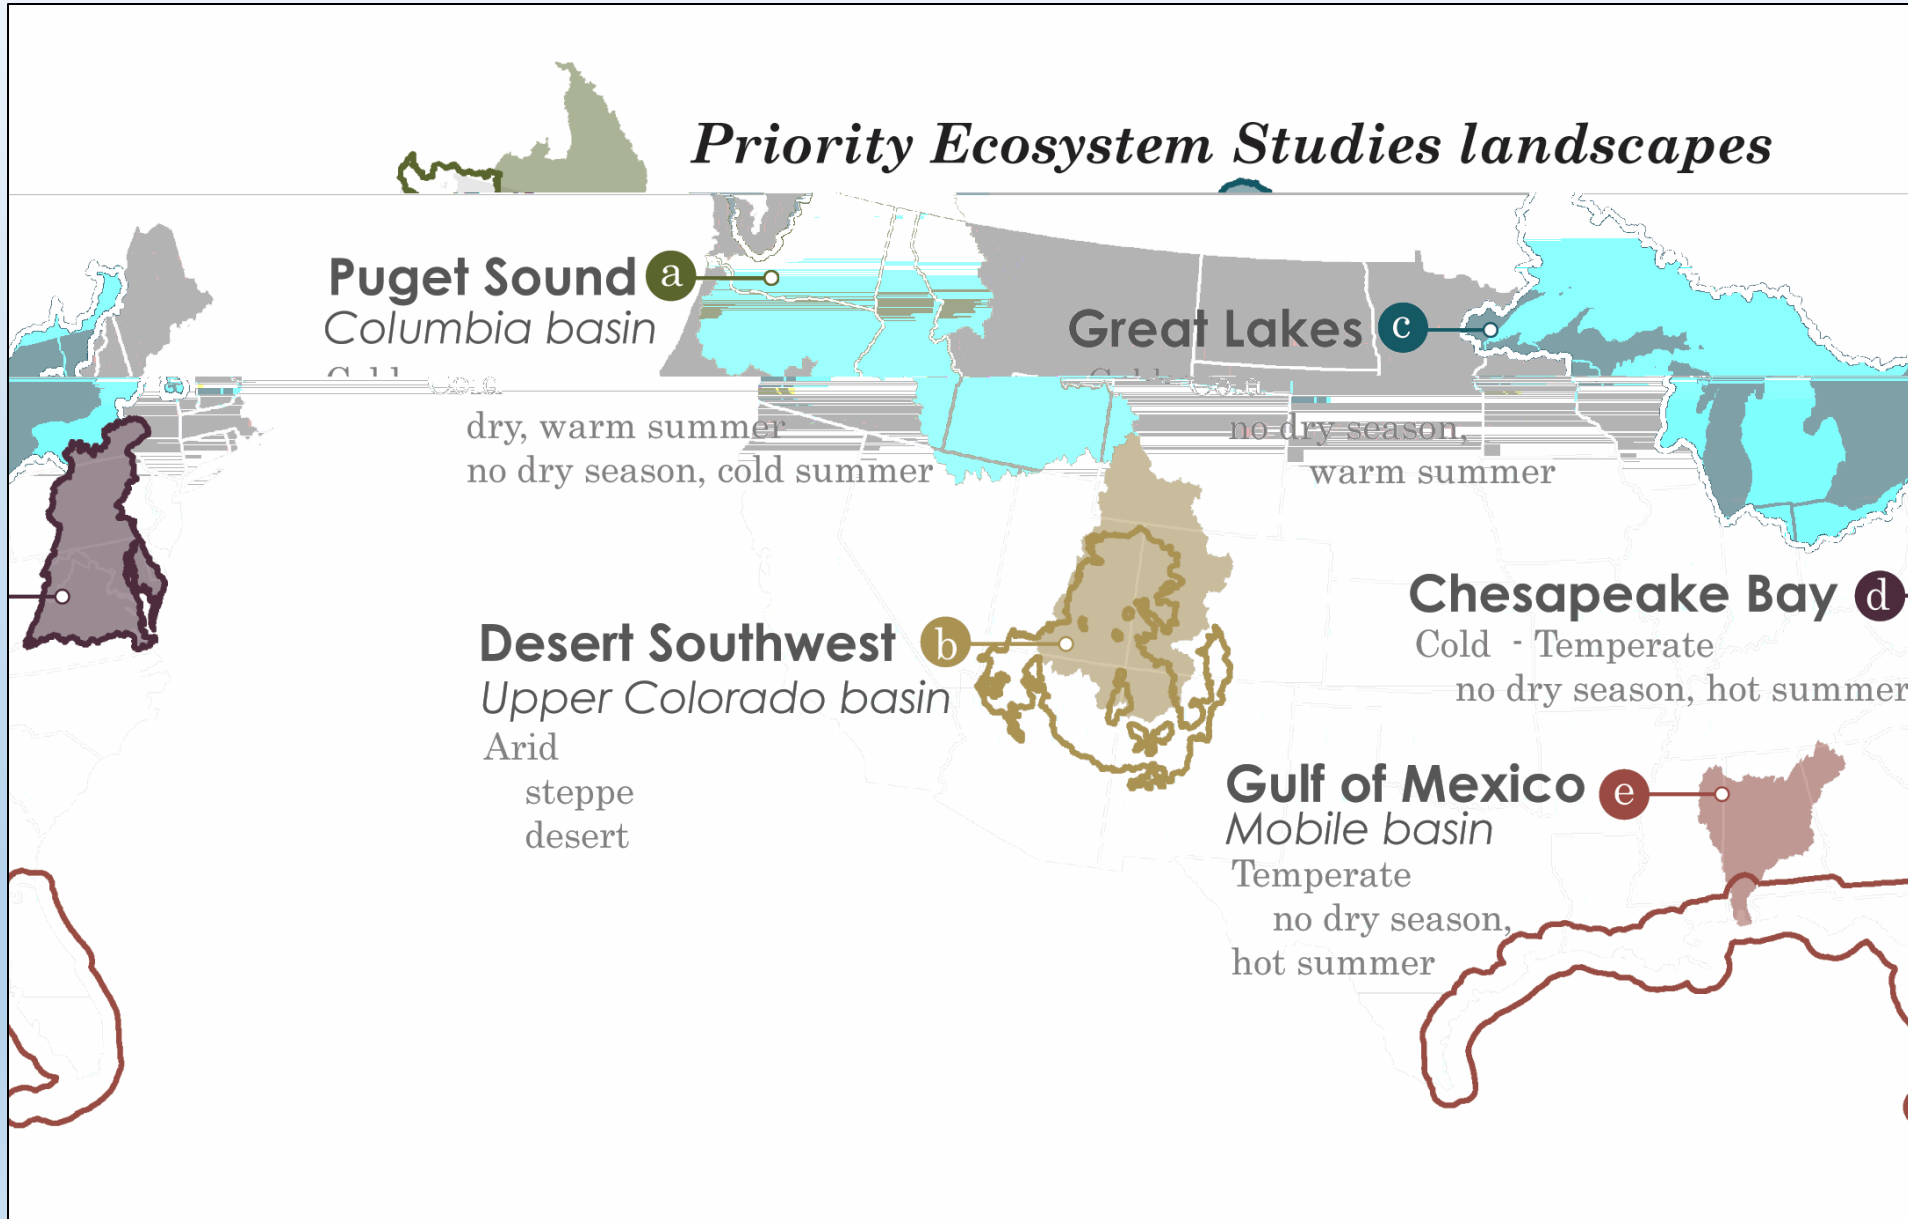 Priority Ecosystem Studies landscapes
Puget Sound a
Columbia basin
dry, warm summer
no dry season, cold summer
Great Lakes c
no dry season,
warm summer
Desert Southwest b
Upper Colorado basin
Arid
steppe
desert
Chesapeake Bay d
Cold - Temperate
no dry season, hot summer
Gulf of Mexico e
Mobile basin
Temperate
no dry season,
hot summer